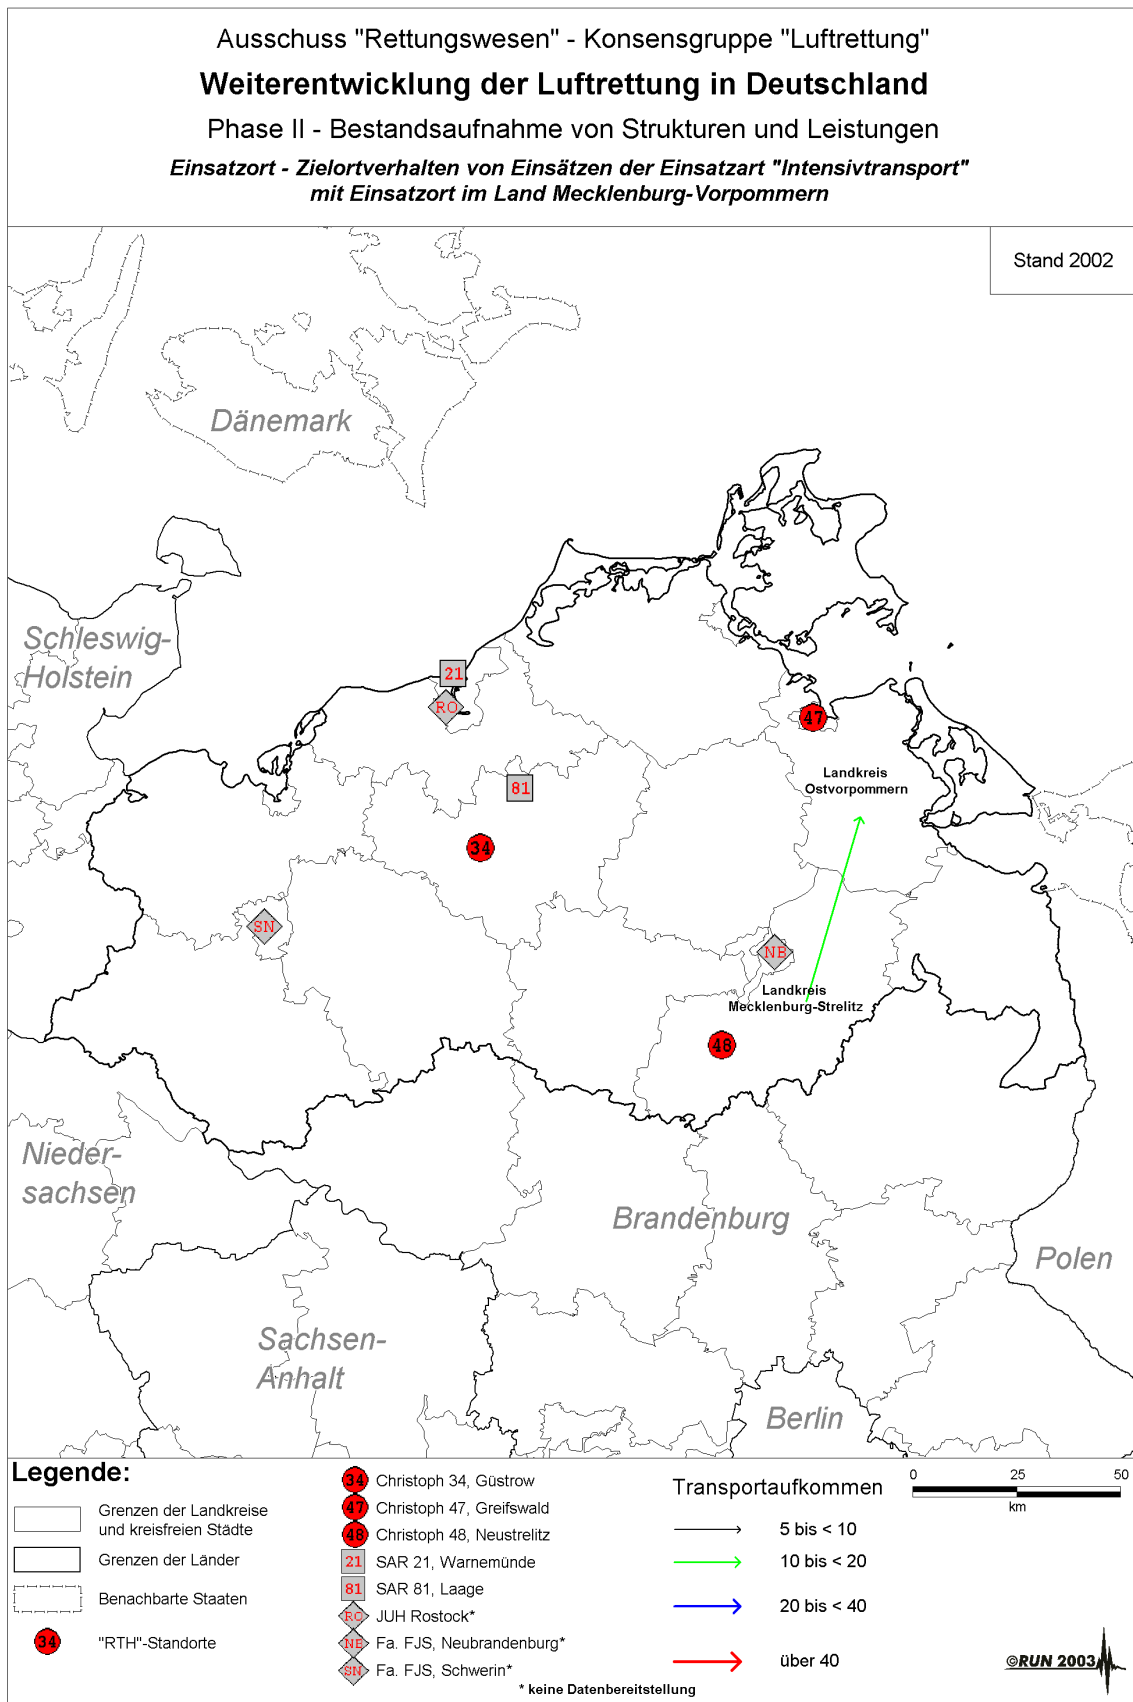 Ausschuss "Rettungswesen" - Konsensgruppe "Luftrettung"
Weiterentwicklung der Luftrettung in Deutschland
Phase II - Bestandsaufnahme von Strukturen und Leistungen
Einsatzort - Zielortverhalten von Einsätzen der Einsatzart "Intensivtransport"
mit Einsatzort im Land Mecklenburg-Vorpommern
Stand 2002
Dänemark
Schleswig-
Holstein
21
RO
47
Landkreis
Ostvorpommern
81
34
SN
NB
Landkreis
Mecklenburg-Strelitz
48
Nieder-
sachsen
Brandenburg
Polen
Sachsen-
Anhalt
Berlin
Legende:
Grenzen der Landkreise
und kreisfreien Städte
Grenzen der Länder
Benachbarte Staaten
34 "RTH"-Standorte
34 Christoph 34, Güstrow
47 Christoph 47, Greifswald
48 Christoph 48, Neustrelitz
21 SAR 21, Warnemünde
81 SAR 81, Laage
RO JUH Rostock*
NB Fa. FJS, Neubrandenburg*
SN Fa. FJS, Schwerin*
* keine Datenbereitstellung
Transportaufkommen
5 bis < 10
10 bis < 20
20 bis < 40
über 40
0 25 50
km
©RUN 2003